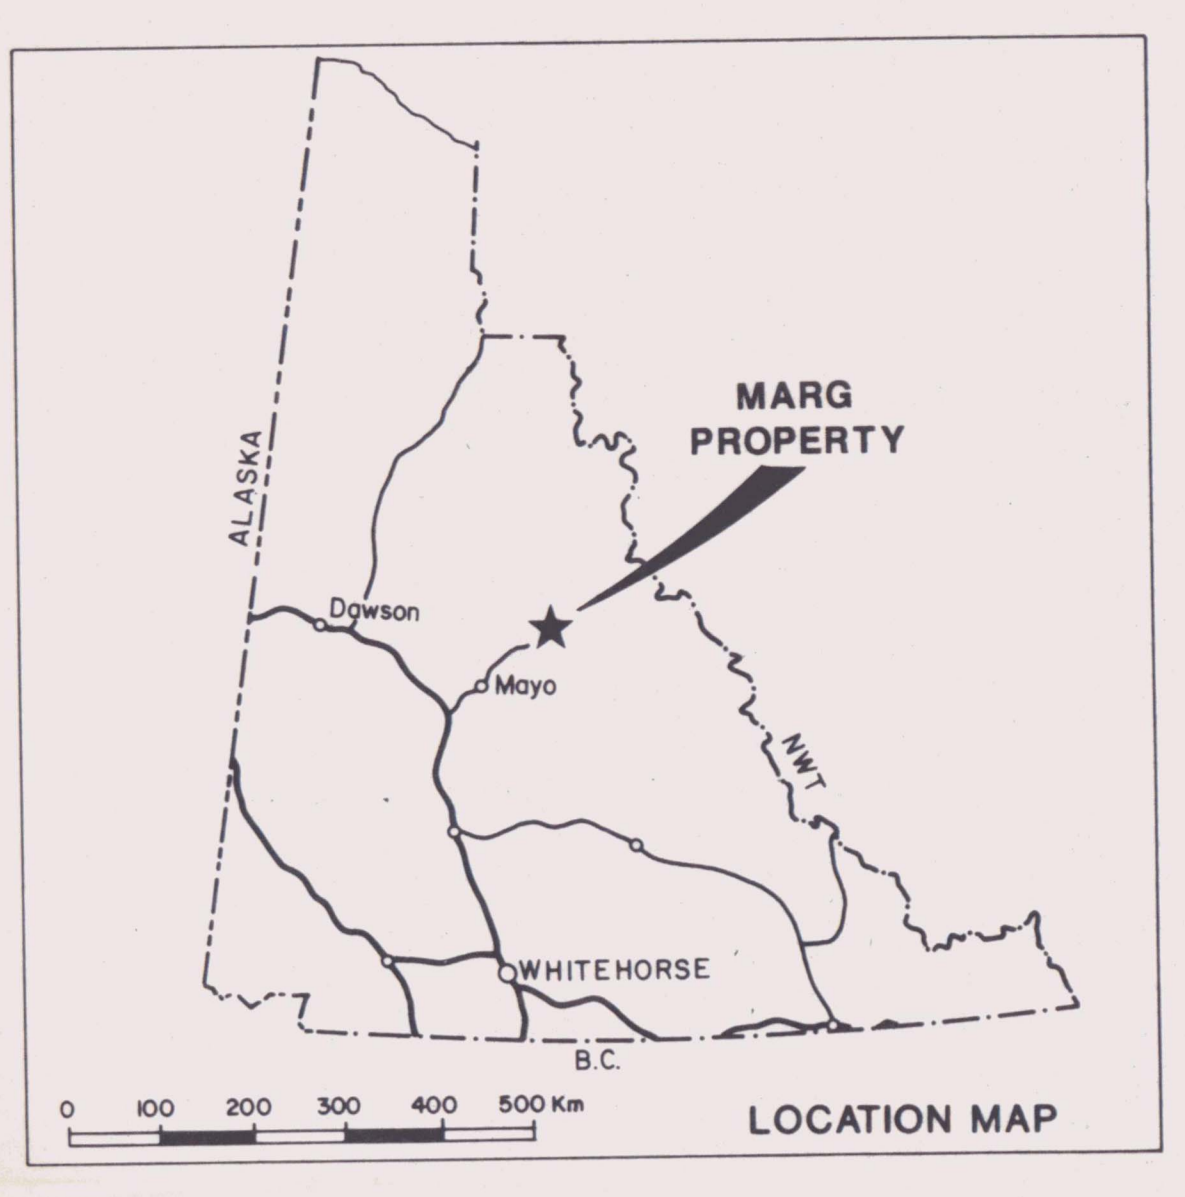 MARG
PROPERTY
ALASKA
Dawson
Mayo
NWT
WHITEHORSE
B.C.
0 100 200 300 400 500 Km
LOCATION MAP